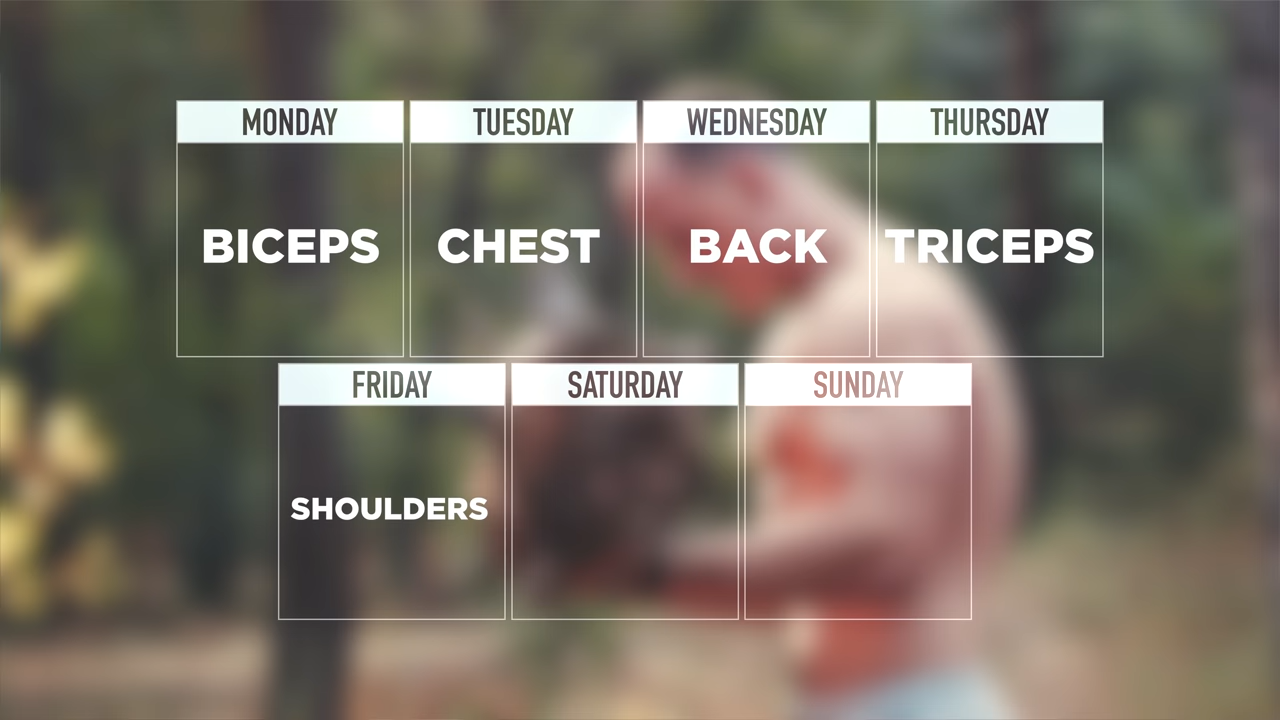 MONDAY
TUESDAY
WEDNESDAY
THURSDAY
BICEPS
CHEST
BACK
TRICEPS
FRIDAY
SATURDAY
SUNDAY
SHOULDERS